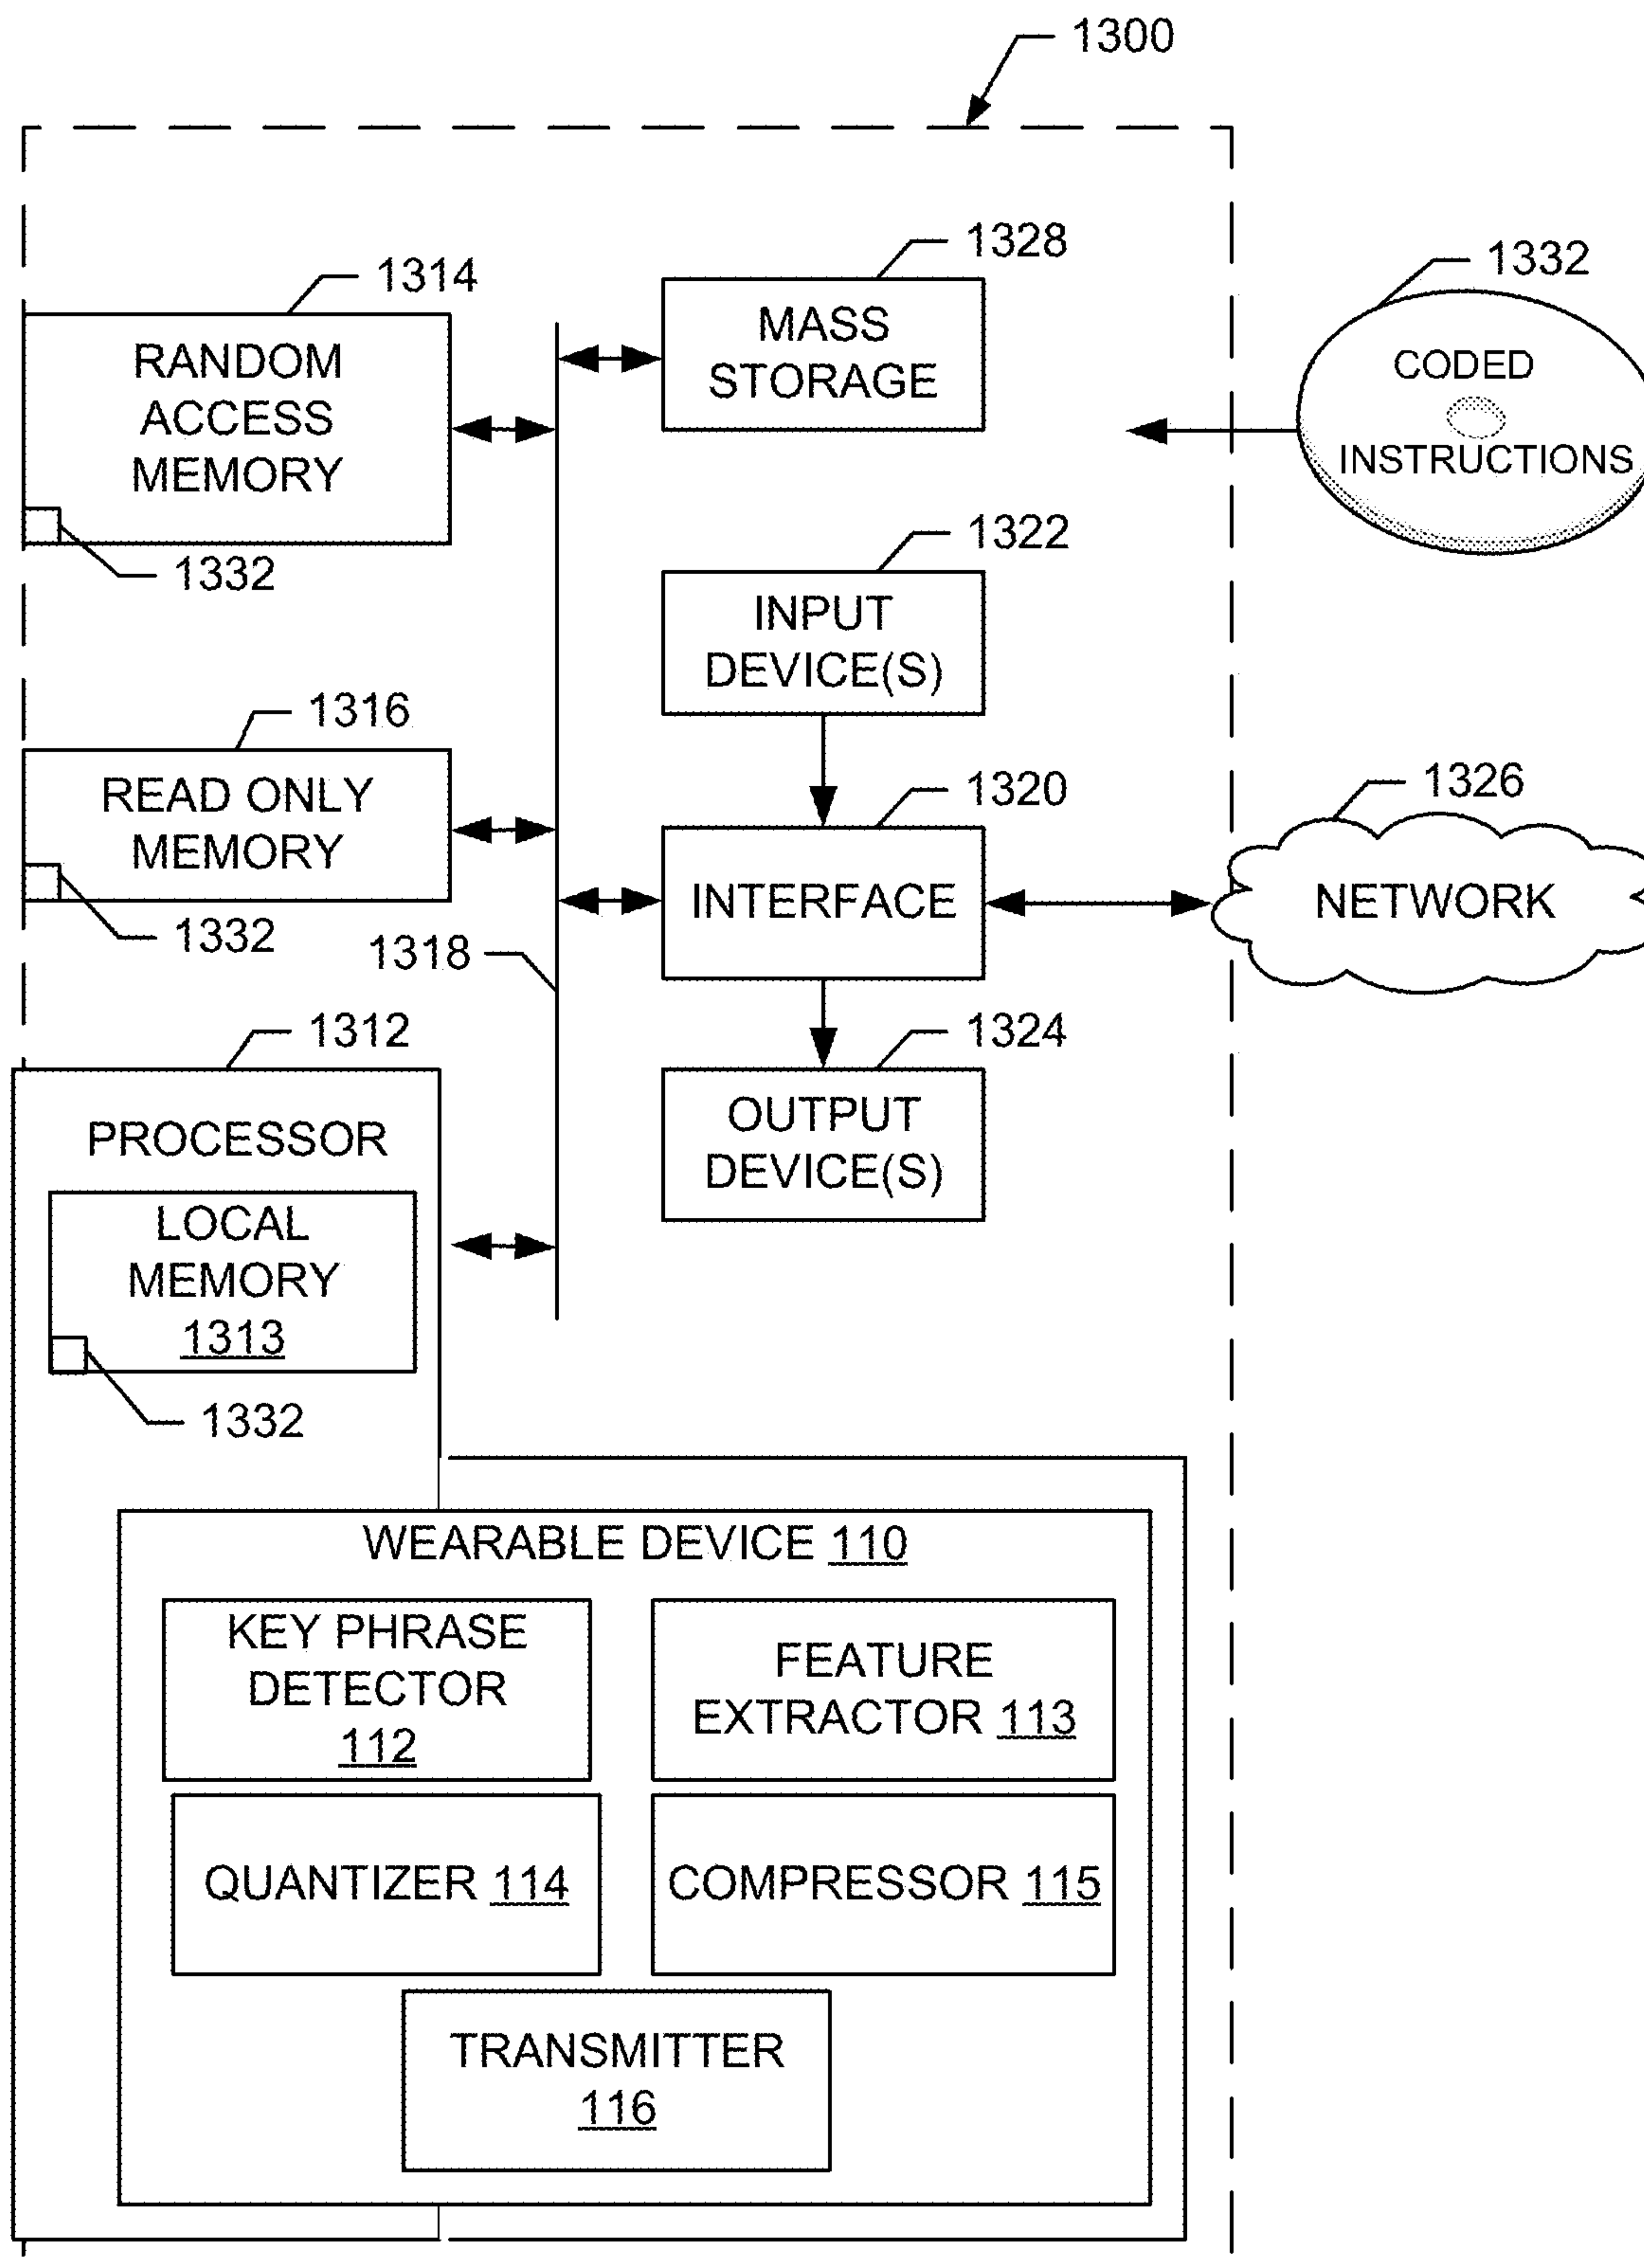 1300
1314
RANDOM
ACCESS
MEMORY
1332
1328
MASS
STORAGE
1332
CODED
INSTRUCTIONS
1322
INPUT
DEVICE(S)
1316
READ ONLY
MEMORY
1332
1318
1320
INTERFACE
1326
NETWORK
1312
PROCESSOR
LOCAL
MEMORY
1313
1332
1324
OUTPUT
DEVICE(S)
WEARABLE DEVICE 110
KEY PHRASE
DETECTOR
112
FEATURE
EXTRACTOR 113
QUANTIZER 114
COMPRESSOR 115
TRANSMITTER
116